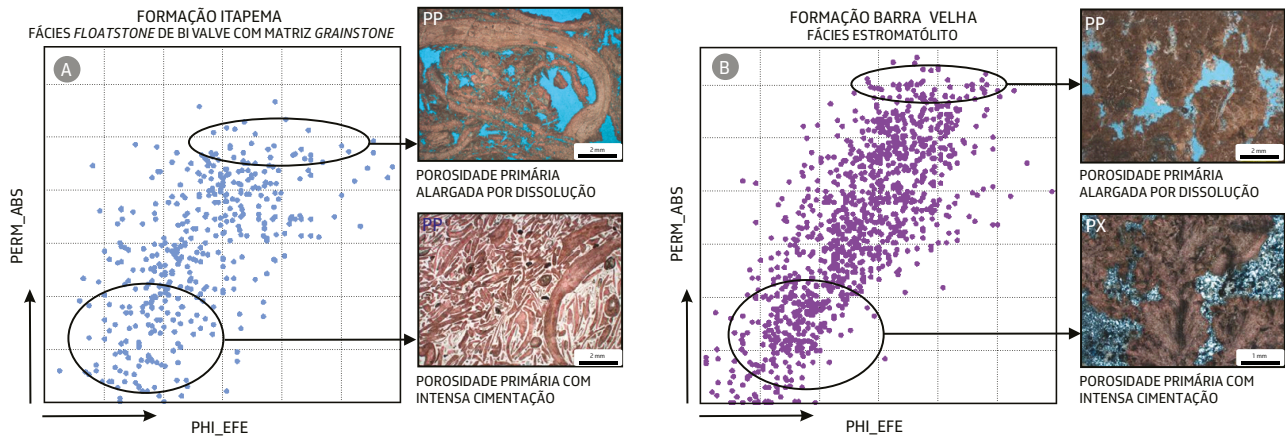 FORMAÇÃO ITAPEMA
FÁCIES FLOATSTONE DE BIVALVE COM MATRIZ GRAINSTONE
A
PERM_ABS
PHI_EFE
PP
2 mm
POROSIDADE PRIMÁRIA
ALARGADA POR DISSOLUÇÃO
PP
2 mm
POROSIDADE PRIMÁRIA COM
INTENSA CIMENTAÇÃO
FORMAÇÃO BARRA VELHA
FÁCIES ESTROMATÓLITO
B
PERM_ABS
PHI_EFE
PP
2 mm
POROSIDADE PRIMÁRIA
ALARGADA POR DISSOLUÇÃO
PX
1 mm
POROSIDADE PRIMÁRIA COM
INTENSA CIMENTAÇÃO